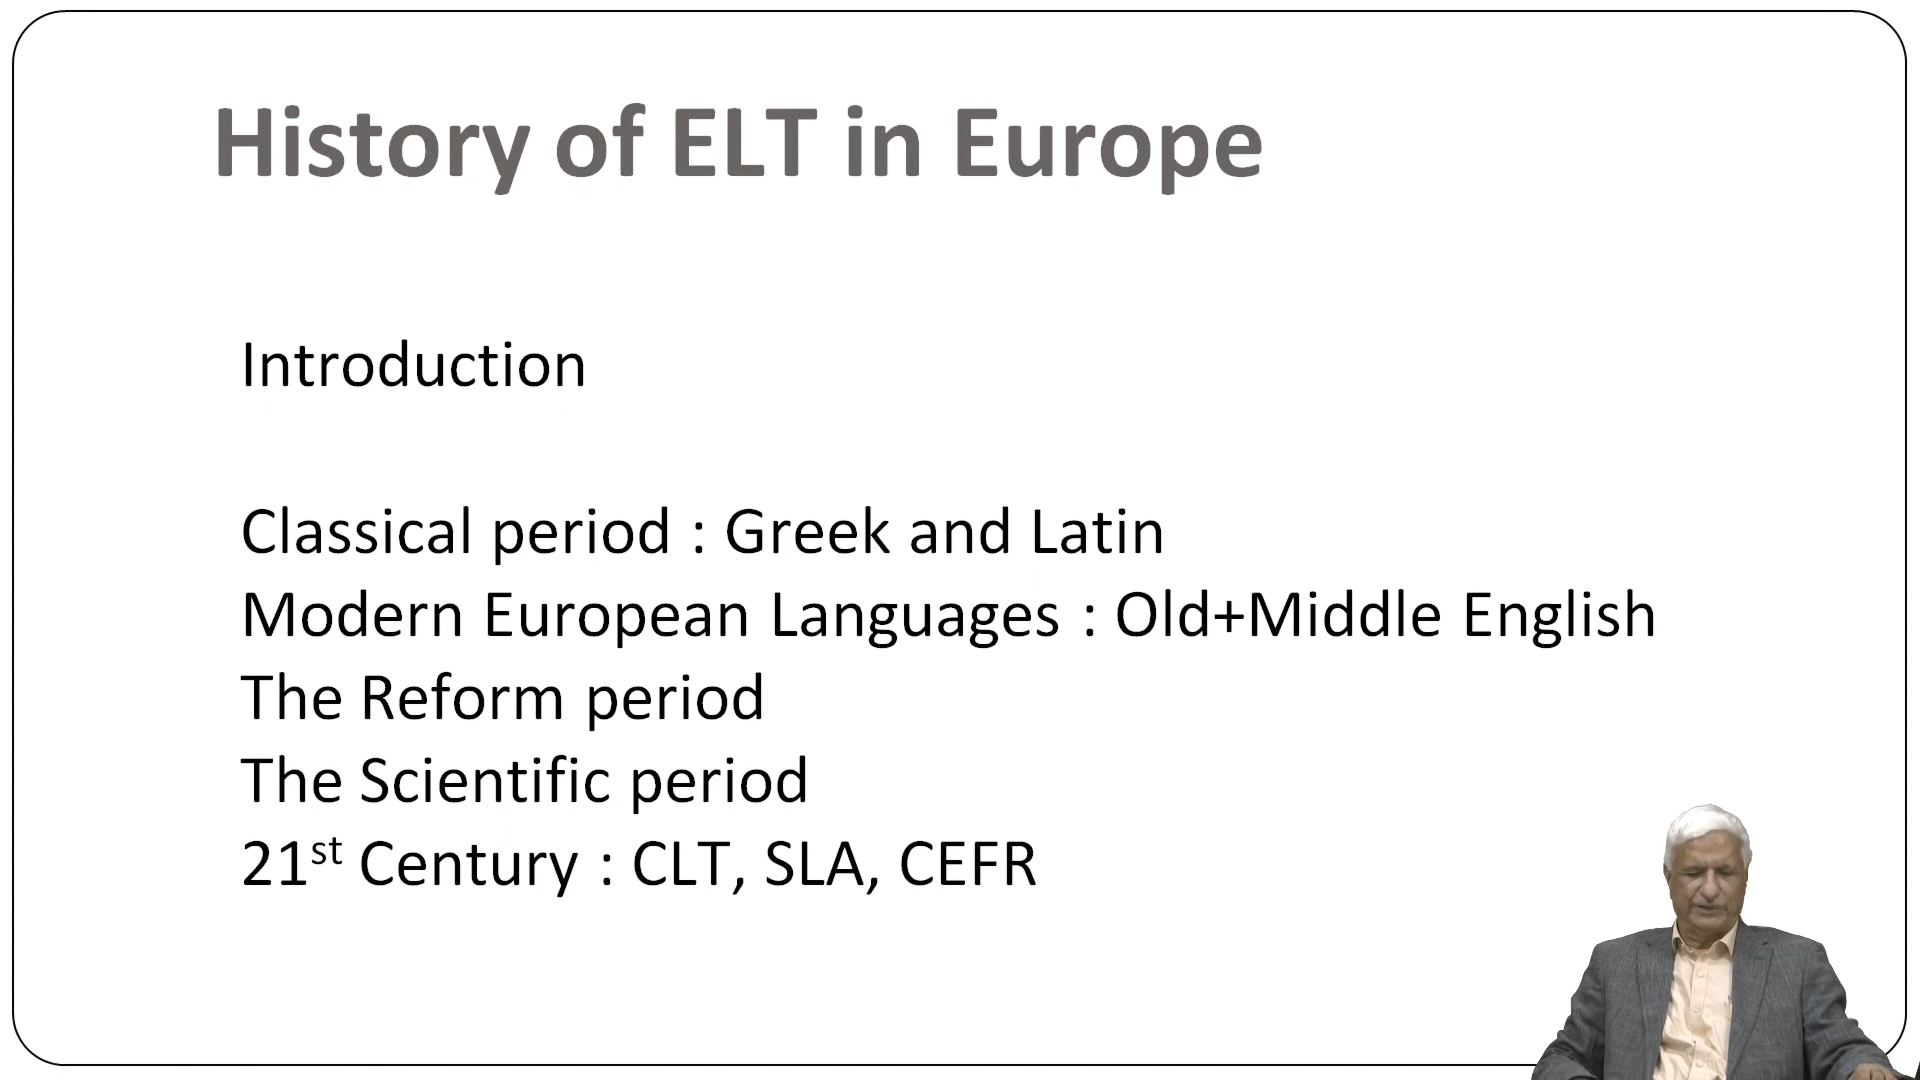 History of ELT in Europe
Introduction
Classical period : Greek and Latin
Modern European Languages : Old+Middle English
The Reform period
The Scientific period
21st Century : CLT, SLA, CEFR